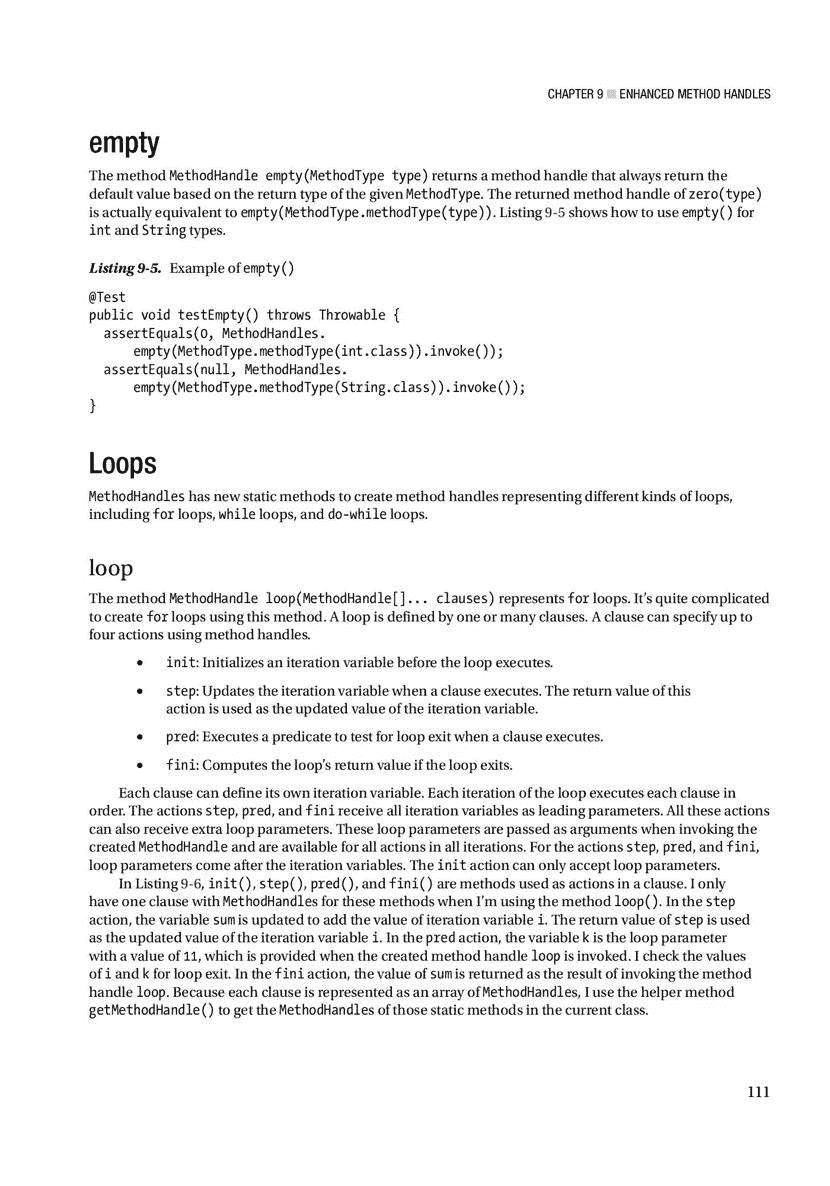 CHAPTER 9 ■ ENHANCED METHOD HANDLES
empty
The method MethodHandle empty(MethodType type) returns a method handle that always return the
default value based on the return type of the given MethodType. The returned method handle of zero(type)
is actually equivalent to empty(MethodType.methodType(type)). Listing 9-5 shows how to use empty() for
int and String types.
Listing 9-5. Example of empty()
@Test
public void testEmpty() throws Throwable {
  assertEquals(0, MethodHandles.
      empty(MethodType.methodType(int.class)).invoke());
  assertEquals(null, MethodHandles.
      empty(MethodType.methodType(String.class)).invoke());
}
Loops
MethodHandles has new static methods to create method handles representing different kinds of loops,
including for loops, while loops, and do-while loops.
loop
The method MethodHandle loop(MethodHandle[]... clauses) represents for loops. It's quite complicated
to create for loops using this method. A loop is defined by one or many clauses. A clause can specify up to
four actions using method handles.
• init: Initializes an iteration variable before the loop executes.
• step: Updates the iteration variable when a clause executes. The return value of this
action is used as the updated value of the iteration variable.
• pred: Executes a predicate to test for loop exit when a clause executes.
• fini: Computes the loop's return value if the loop exits.
Each clause can define its own iteration variable. Each iteration of the loop executes each clause in
order. The actions step, pred, and fini receive all iteration variables as leading parameters. All these actions
can also receive extra loop parameters. These loop parameters are passed as arguments when invoking the
created MethodHandle and are available for all actions in all iterations. For the actions step, pred, and fini,
loop parameters come after the iteration variables. The init action can only accept loop parameters.
In Listing 9-6, init(), step(), pred(), and fini() are methods used as actions in a clause. I only
have one clause with MethodHandles for these methods when I'm using the method loop(). In the step
action, the variable sum is updated to add the value of iteration variable i. The return value of step is used
as the updated value of the iteration variable i. In the pred action, the variable k is the loop parameter
with a value of 11, which is provided when the created method handle loop is invoked. I check the values
of i and k for loop exit. In the fini action, the value of sum is returned as the result of invoking the method
handle loop. Because each clause is represented as an array of MethodHandles, I use the helper method
getMethodHandle() to get the MethodHandles of those static methods in the current class.
111